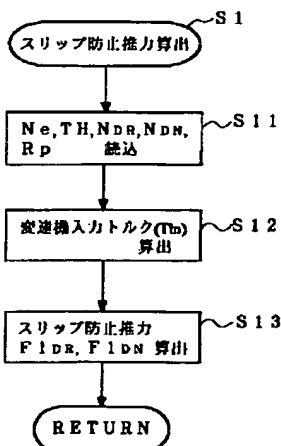 S1
スリップ防止推力算出
Ne,TH,NDR,NDN,
Rp 読込
S11
変速機入力トルク(Tin)
算出
S12
スリップ防止推力
F1DR,F1DN 算出
S13
RETURN